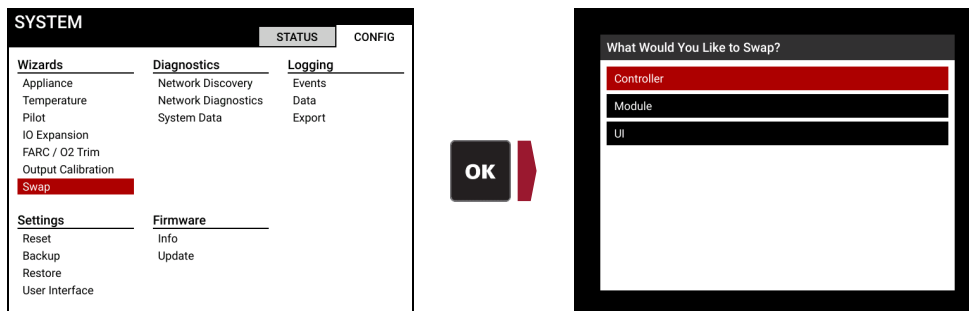 SYSTEM
STATUS CONFIG
Wizards
Appliance
Temperature
Pilot
IO Expansion
FARC / O2 Trim
Output Calibration
Swap
Diagnostics
Network Discovery
Network Diagnostics
System Data
Logging
Events
Data
Export
Settings
Reset
Backup
Restore
User Interface
Firmware
Info
Update
OK
What Would You Like to Swap?
Controller
Module
UI